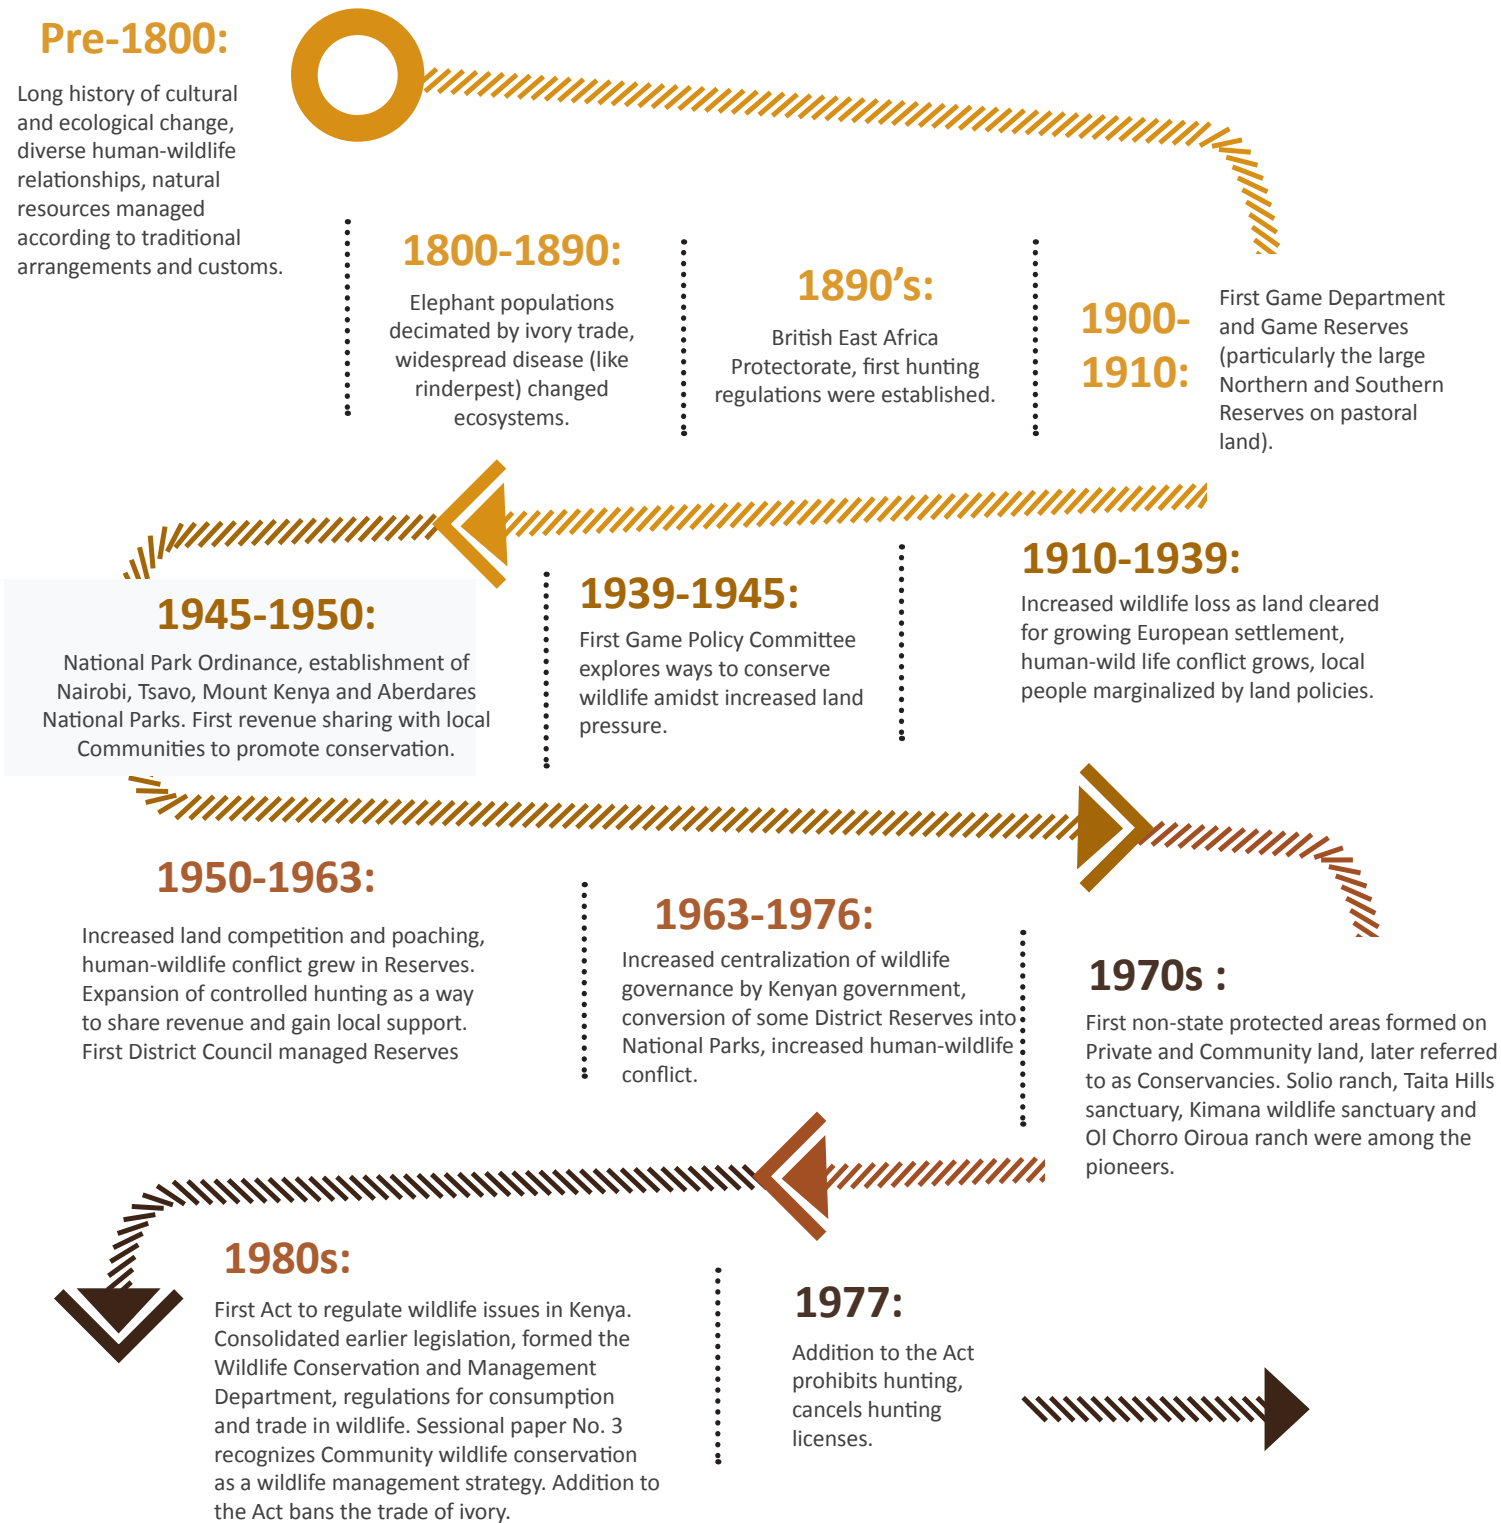 Pre-1800:
Long history of cultural
and ecological change,
diverse human-wildlife
relationships, natural
resources managed
according to traditional
arrangements and customs.
1800-1890:
Elephant populations
decimated by ivory trade,
widespread disease (like
rinderpest) changed
ecosystems.
1890’s:
British East Africa
Protectorate, first hunting
regulations were established.
1900-
1910:
First Game Department
and Game Reserves
(particularly the large
Northern and Southern
Reserves on pastoral
land).
1910-1939:
Increased wildlife loss as land cleared
for growing European settlement,
human-wild life conflict grows, local
people marginalized by land policies.
1939-1945:
First Game Policy Committee
explores ways to conserve
wildlife amidst increased land
pressure.
1945-1950:
National Park Ordinance, establishment of
Nairobi, Tsavo, Mount Kenya and Aberdares
National Parks. First revenue sharing with local
Communities to promote conservation.
1950-1963:
Increased land competition and poaching,
human-wildlife conflict grew in Reserves.
Expansion of controlled hunting as a way
to share revenue and gain local support.
First District Council managed Reserves
1963-1976:
Increased centralization of wildlife
governance by Kenyan government,
conversion of some District Reserves into
National Parks, increased human-wildlife
conflict.
1970s :
First non-state protected areas formed on
Private and Community land, later referred
to as Conservancies. Solio ranch, Taita Hills
sanctuary, Kimana wildlife sanctuary and
Ol Chorro Oiroua ranch were among the
pioneers.
1980s:
First Act to regulate wildlife issues in Kenya.
Consolidated earlier legislation, formed the
Wildlife Conservation and Management
Department, regulations for consumption
and trade in wildlife. Sessional paper No. 3
recognizes Community wildlife conservation
as a wildlife management strategy. Addition to
the Act bans the trade of ivory.
1977:
Addition to the Act
prohibits hunting,
cancels hunting
licenses.